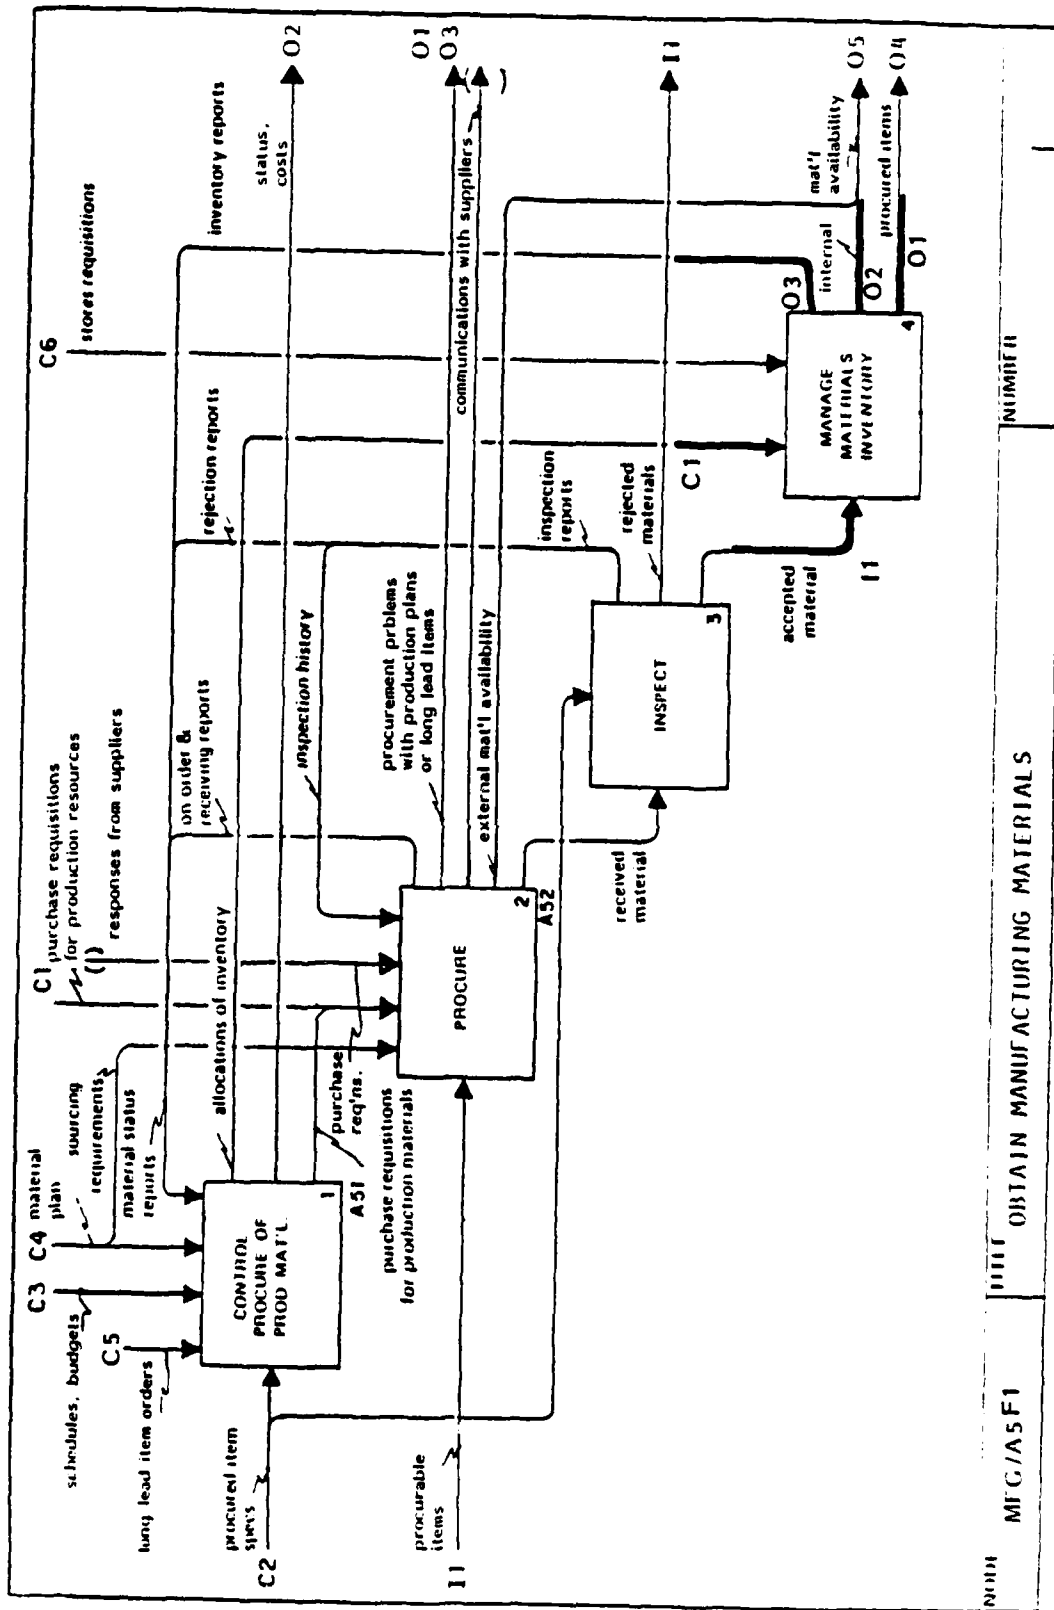 C5
C3
C4
C1
C6
long lead item orders
schedules, budgets
material
plan
sourcing
requirements
material status
reports
purchase requisitions
for production resources
( )
responses from suppliers
on order &
receiving reports
rejection reports
stores requisitions
inventory reports
C2
procured item
specs
CONTROL
PROCURE OF
PROD MAT'L
1
A51
allocations of inventory
status,
costs
O2
purchase
req'ns.
purchase requisitions
for production materials
inspection history
I1
procurable
items
PROCURE
2
A52
procurement prblems
with production plans
or long lead items
O1
O3
( )
communications with suppliers
external mat'l availability
received
material
INSPECT
3
inspection
reports
rejected
materials
I1
accepted
material
I1
C1
MANAGE
MATERIALS
INVENTORY
4
O3
internal
O2
O1
mat'l
availability
procured items
O5
O4
NODE
MFG/A5F1
TITLE
OBTAIN MANUFACTURING MATERIALS
NUMBER